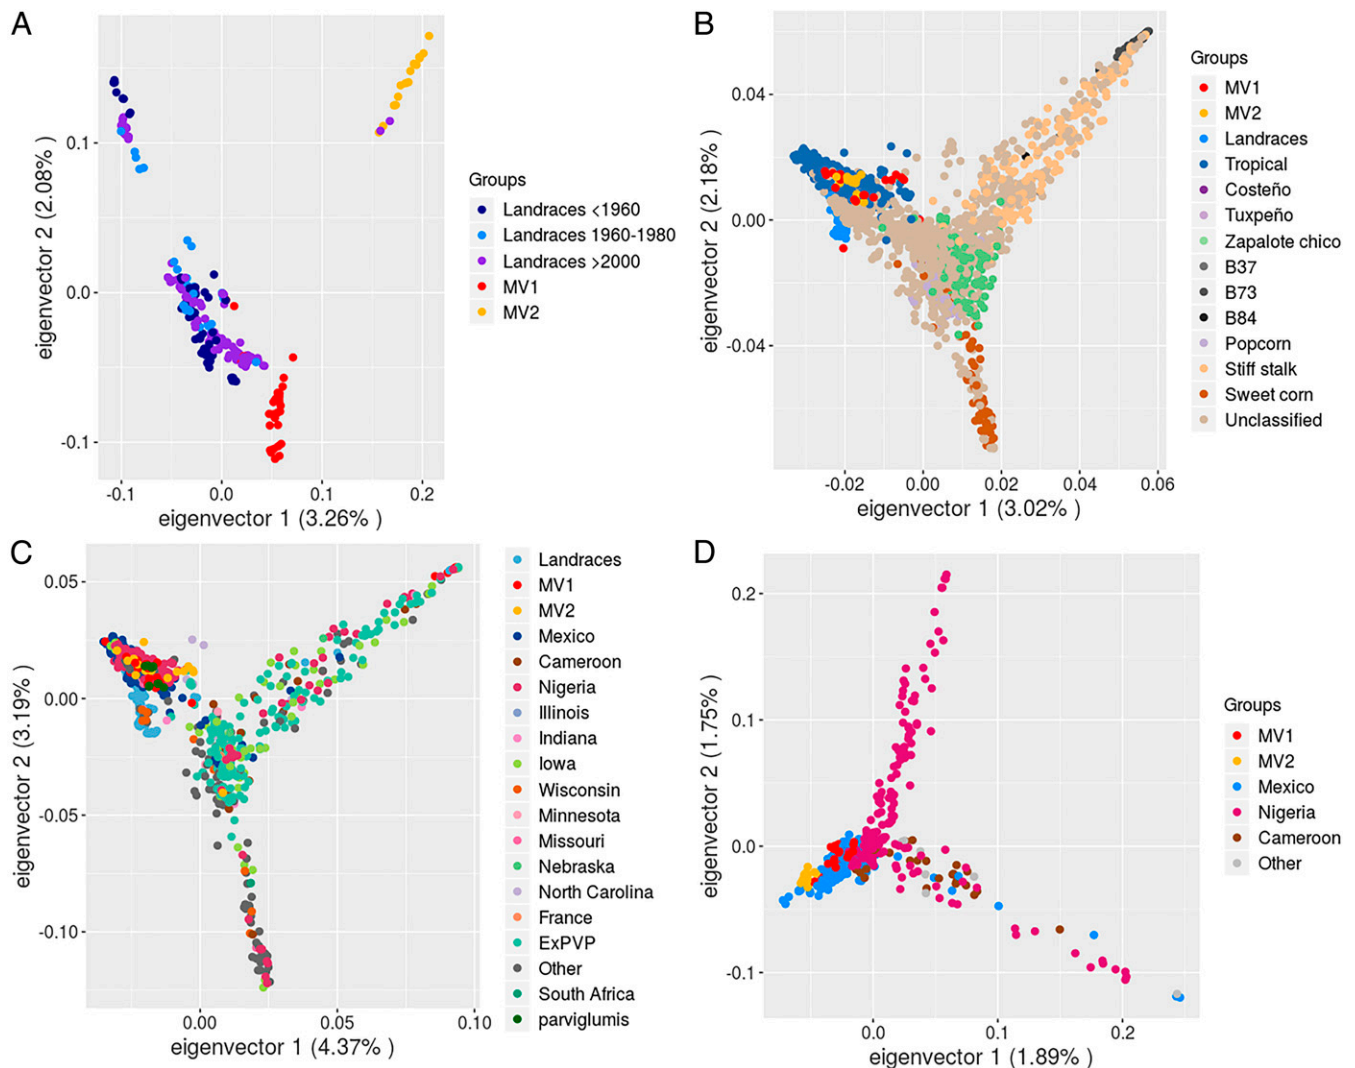 A
eigenvector 2 (2.08% )
0.1
0.0
-0.1
-0.1
0.0
0.1
0.2
eigenvector 1 (3.26% )
Groups
Landraces <1960
Landraces 1960-1980
Landraces >2000
MV1
MV2
B
eigenvector 2 (2.18% )
0.04
0.00
-0.04
-0.02
0.00
0.02
0.04
0.06
eigenvector 1 (3.02% )
Groups
MV1
MV2
Landraces
Tropical
Costeño
Tuxpeño
Zapalote chico
B37
B73
B84
Popcorn
Stiff stalk
Sweet corn
Unclassified
C
eigenvector 2 (3.19% )
0.05
0.00
-0.05
-0.10
0.00
0.05
0.10
eigenvector 1 (4.37% )
Landraces
MV1
MV2
Mexico
Cameroon
Nigeria
Illinois
Indiana
Iowa
Wisconsin
Minnesota
Missouri
Nebraska
North Carolina
France
ExPVP
Other
South Africa
parviglumis
D
eigenvector 2 (1.75%)
0.2
0.1
0.0
-0.1
0.0
0.1
0.2
eigenvector 1 (1.89% )
Groups
MV1
MV2
Mexico
Nigeria
Cameroon
Other